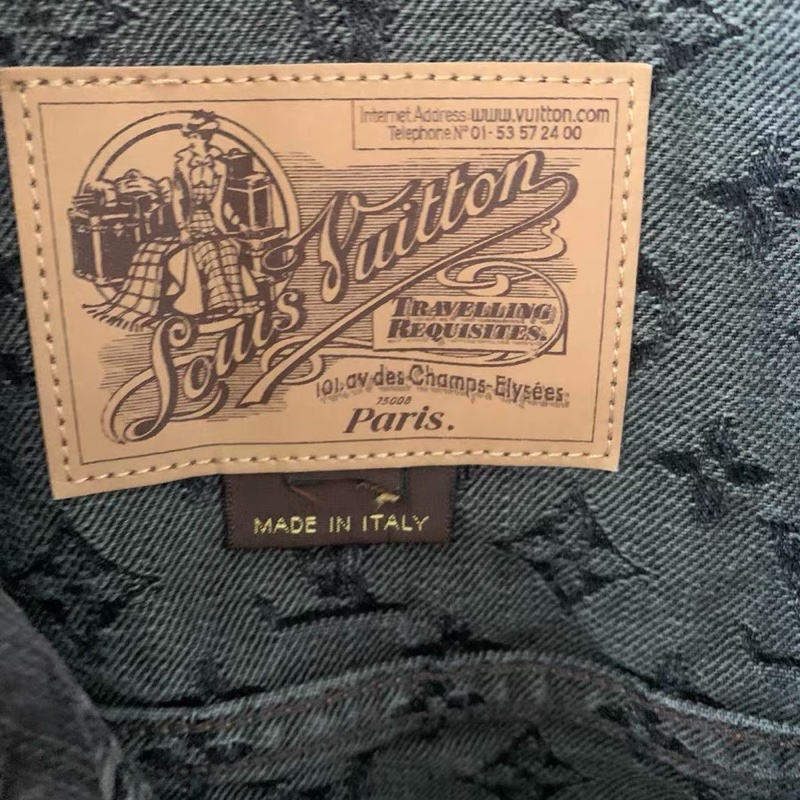 Internet Address-www.vuitton.com
Telephone N° 01-53 57 24 00
Louis Vuitton
TRAVELLING
REQUISITES.
101, av des Champs-Elysées
75008
Paris.
MADE IN ITALY